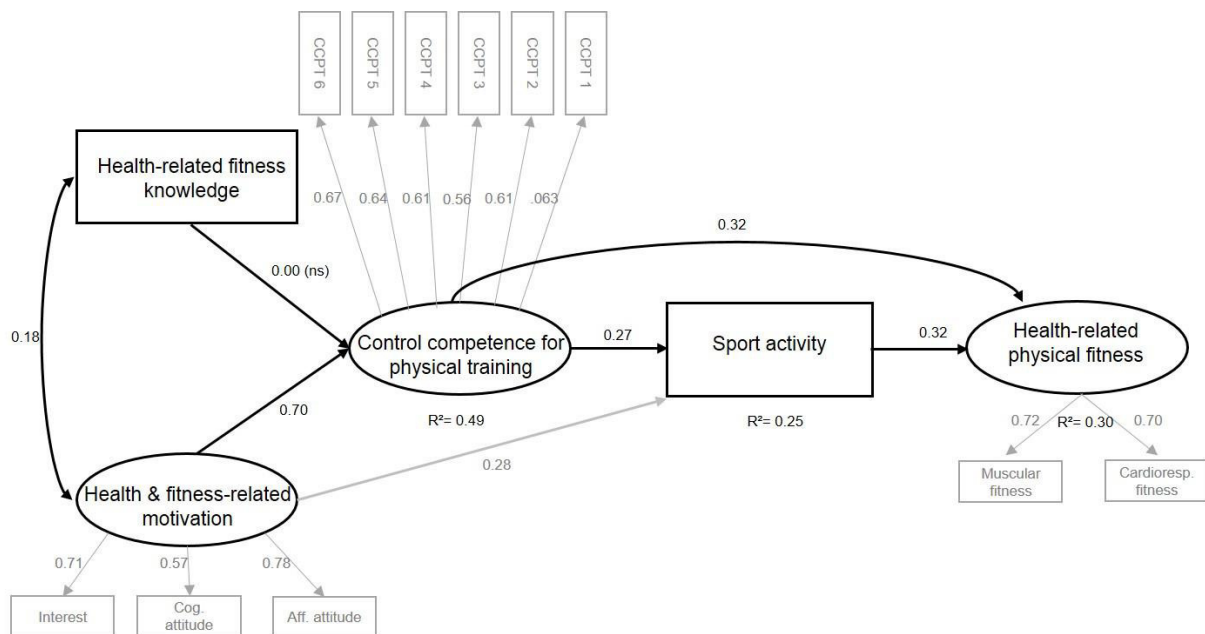 CCPT 6
CCPT 5
CCPT 4
CCPT 3
CCPT 2
CCPT 1
Health-related fitness
knowledge
0.67
0.64
0.61
0.56
0.61
.063
0.32
0.00 (ns)
0.18
Control competence for
physical training
0.27
Sport activity
0.32
Health-related
physical fitness
0.70
R²= 0.49
R²= 0.25
0.72
R²= 0.30
0.70
0.28
Muscular
fitness
Cardioresp.
fitness
Health & fitness-related
motivation
0.71
0.57
0.78
Interest
Cog.
attitude
Aff. attitude